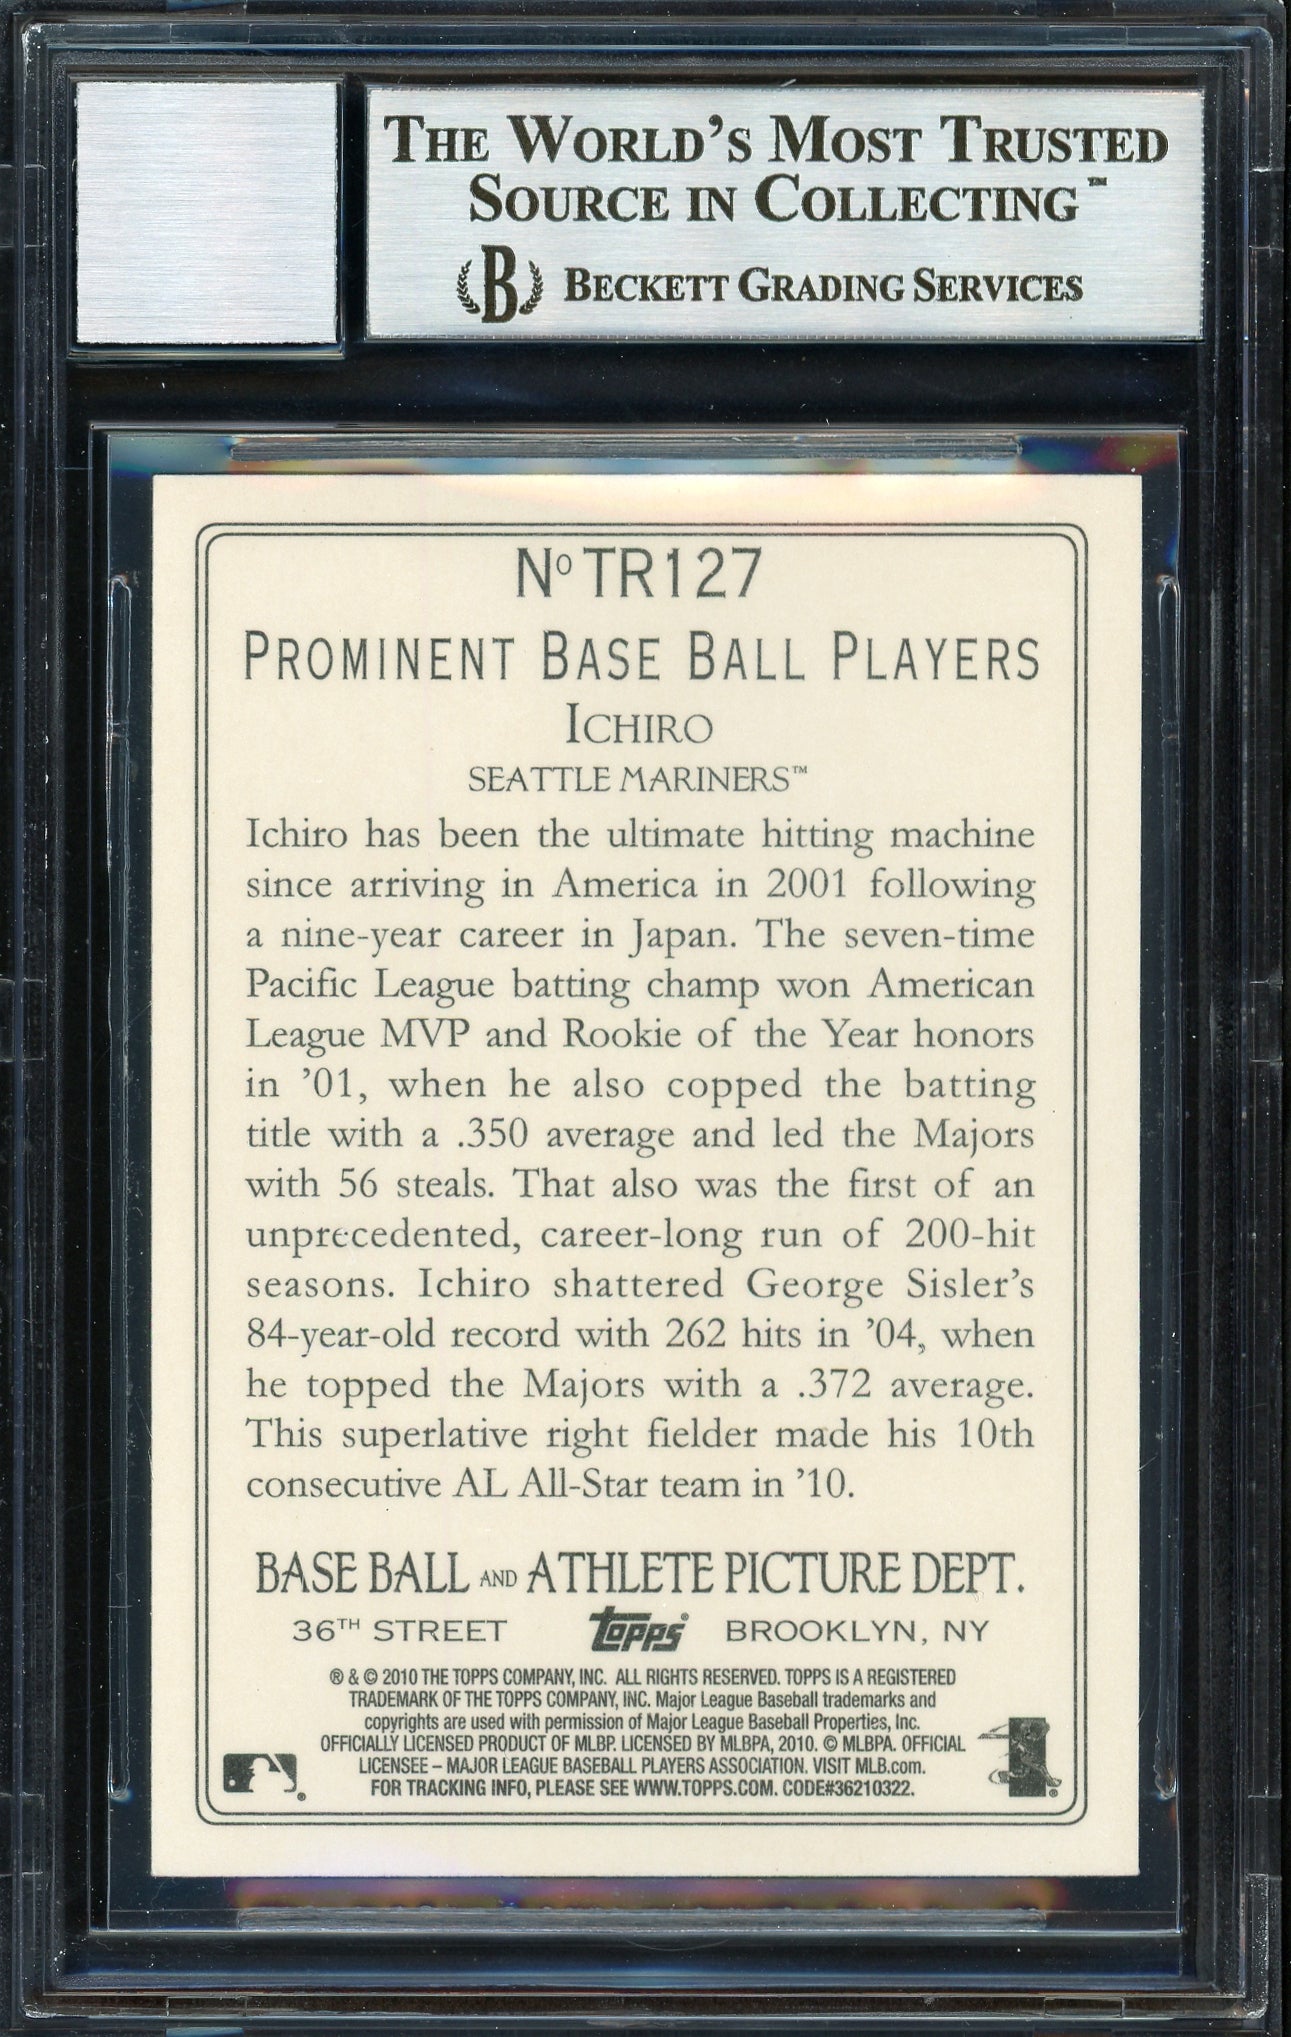 THE WORLD'S MOST TRUSTED
SOURCE IN COLLECTING™
B BECKETT GRADING SERVICES
Nº TR127
PROMINENT BASE BALL PLAYERS
ICHIRO
SEATTLE MARINERS™
Ichiro has been the ultimate hitting machine
since arriving in America in 2001 following
a nine-year career in Japan. The seven-time
Pacific League batting champ won American
League MVP and Rookie of the Year honors
in '01, when he also copped the batting
title with a .350 average and led the Majors
with 56 steals. That also was the first of an
unprecedented, career-long run of 200-hit
seasons. Ichiro shattered George Sisler's
84-year-old record with 262 hits in '04, when
he topped the Majors with a .372 average.
This superlative right fielder made his 10th
consecutive AL All-Star team in '10.
BASE BALL AND ATHLETE PICTURE DEPT.
36TH STREET Topps® BROOKLYN, NY
® & © 2010 THE TOPPS COMPANY, INC. ALL RIGHTS RESERVED. TOPPS IS A REGISTERED
TRADEMARK OF THE TOPPS COMPANY, INC. Major League Baseball trademarks and
copyrights are used with permission of Major League Baseball Properties, Inc.
OFFICIALLY LICENSED PRODUCT OF MLBP. LICENSED BY MLBPA, 2010. © MLBPA. OFFICIAL
LICENSEE – MAJOR LEAGUE BASEBALL PLAYERS ASSOCIATION. VISIT MLB.com.
FOR TRACKING INFO, PLEASE SEE WWW.TOPPS.COM. CODE#36210322.